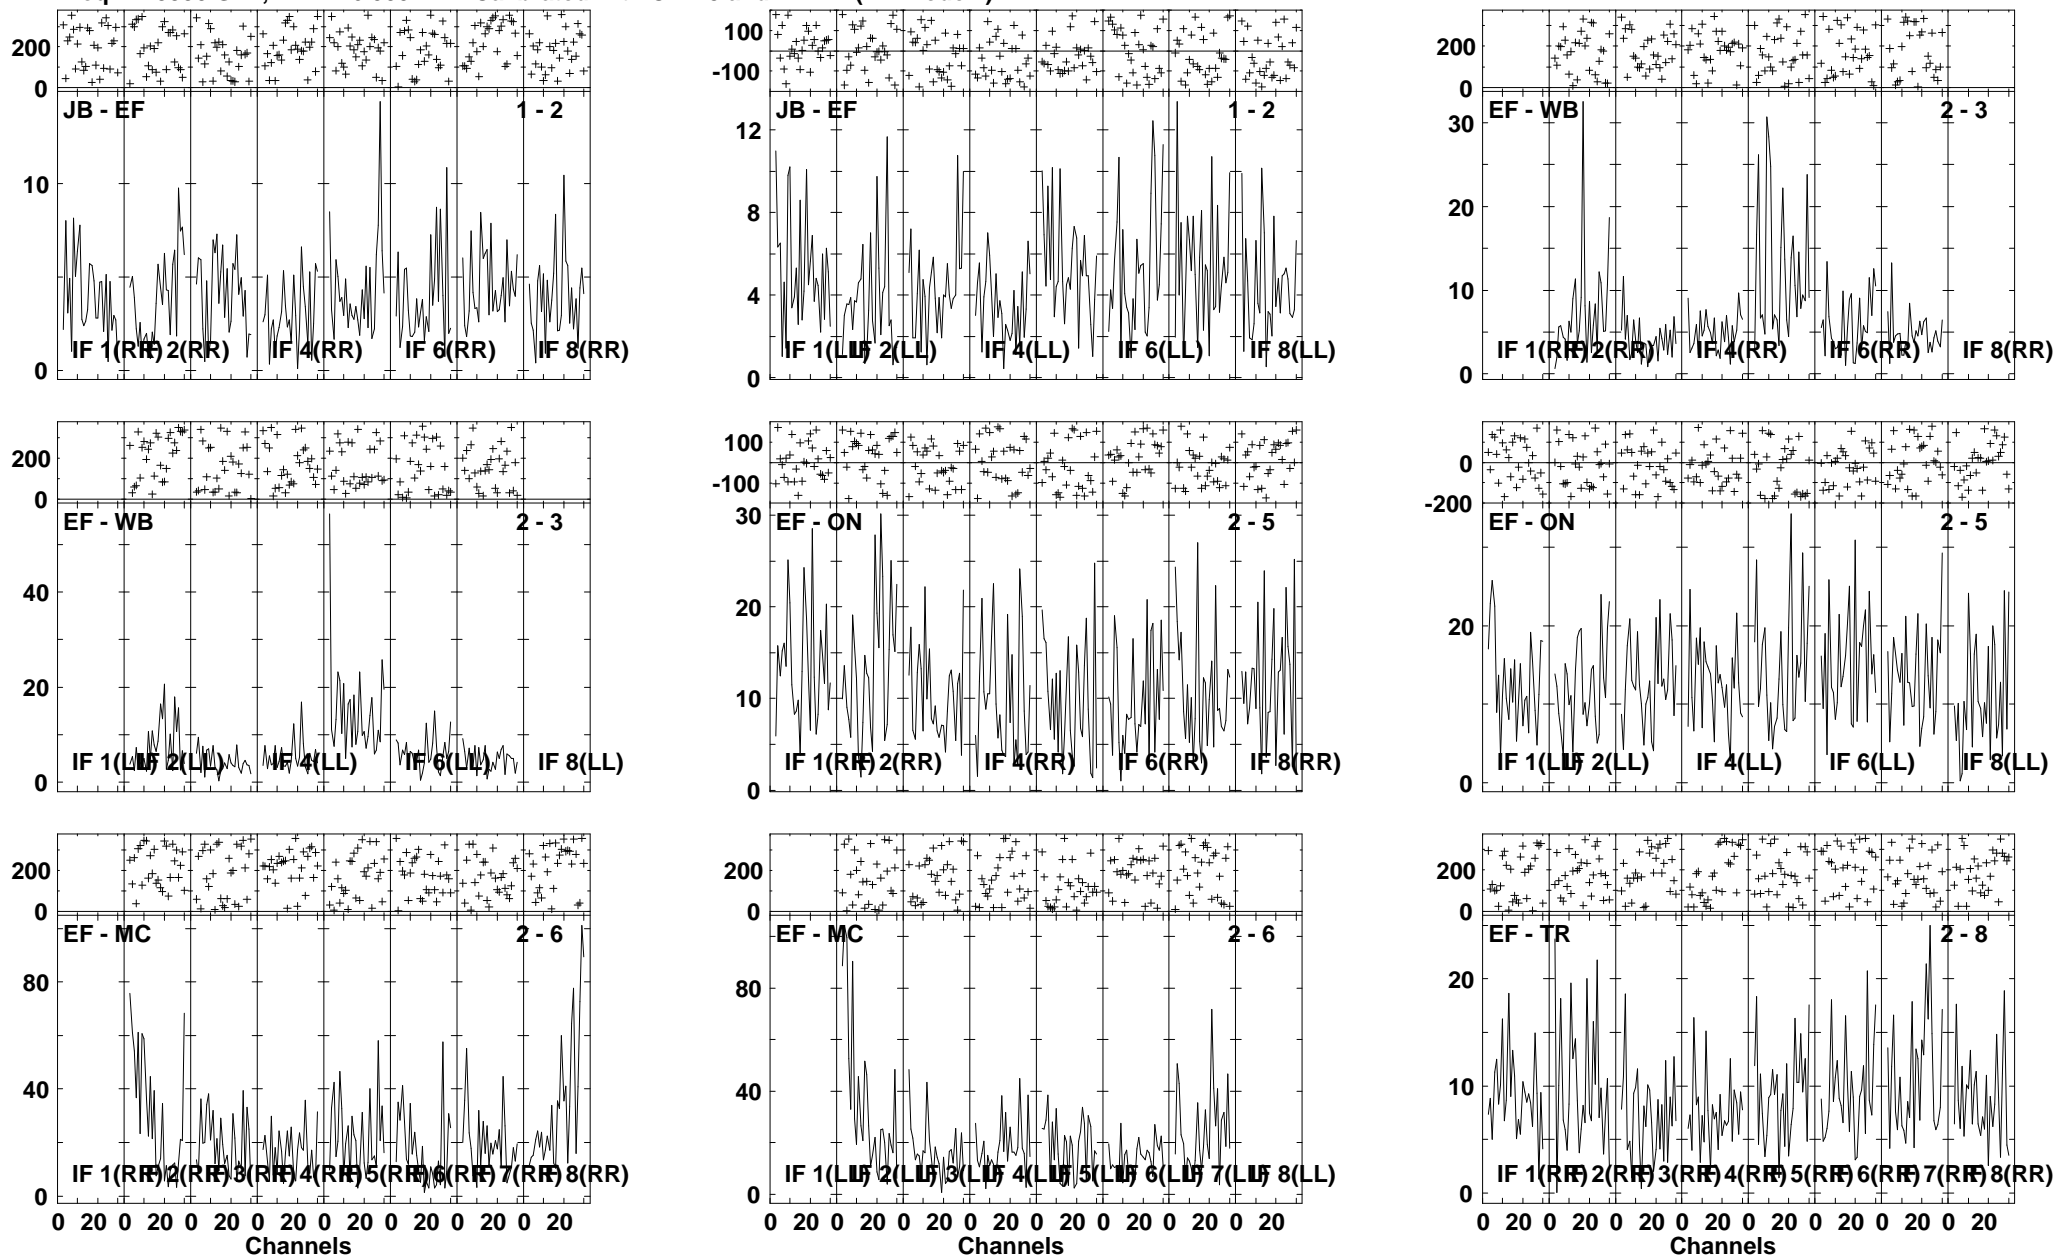 200
0
JB - EF 1 - 2
10
0
IF 1(RR) IF 2(RR) IF 4(RR) IF 6(RR) IF 8(RR)
100
-100
JB - EF 1 - 2
12
8
4
0
IF 1(LL) IF 2(LL) IF 4(LL) IF 6(LL) IF 8(LL)
200
0
EF - WB 2 - 3
30
20
10
0
IF 1(RR) IF 2(RR) IF 4(RR) IF 6(RR) IF 8(RR)
200
0
EF - WB 2 - 3
40
20
0
IF 1(LL) IF 2(LL) IF 4(LL) IF 6(LL) IF 8(LL)
100
-100
EF - ON 2 - 5
30
20
10
0
IF 1(RR) IF 2(RR) IF 4(RR) IF 6(RR) IF 8(RR)
0
-200
EF - ON 2 - 5
20
0
IF 1(LL) IF 2(LL) IF 4(LL) IF 6(LL) IF 8(LL)
200
0
EF - MC 2 - 6
80
40
0
IF 1(RR) IF 2(RR) IF 3(RR) IF 4(RR) IF 5(RR) IF 6(RR) IF 7(RR) IF 8(RR)
0 20 0 20 0 20 0 20 0 20 0 20 0 20 0 20
Channels
200
0
EF - MC 2 - 6
80
40
0
IF 1(LL) IF 2(LL) IF 3(LL) IF 4(LL) IF 5(LL) IF 6(LL) IF 7(LL) IF 8(LL)
0 20 0 20 0 20 0 20 0 20 0 20 0 20 0 20
Channels
200
0
EF - TR 2 - 8
20
10
0
IF 1(RR) IF 2(RR) IF 3(RR) IF 4(RR) IF 5(RR) IF 6(RR) IF 7(RR) IF 8(RR)
0 20 0 20 0 20 0 20 0 20 0 20 0 20 0 20
Channels